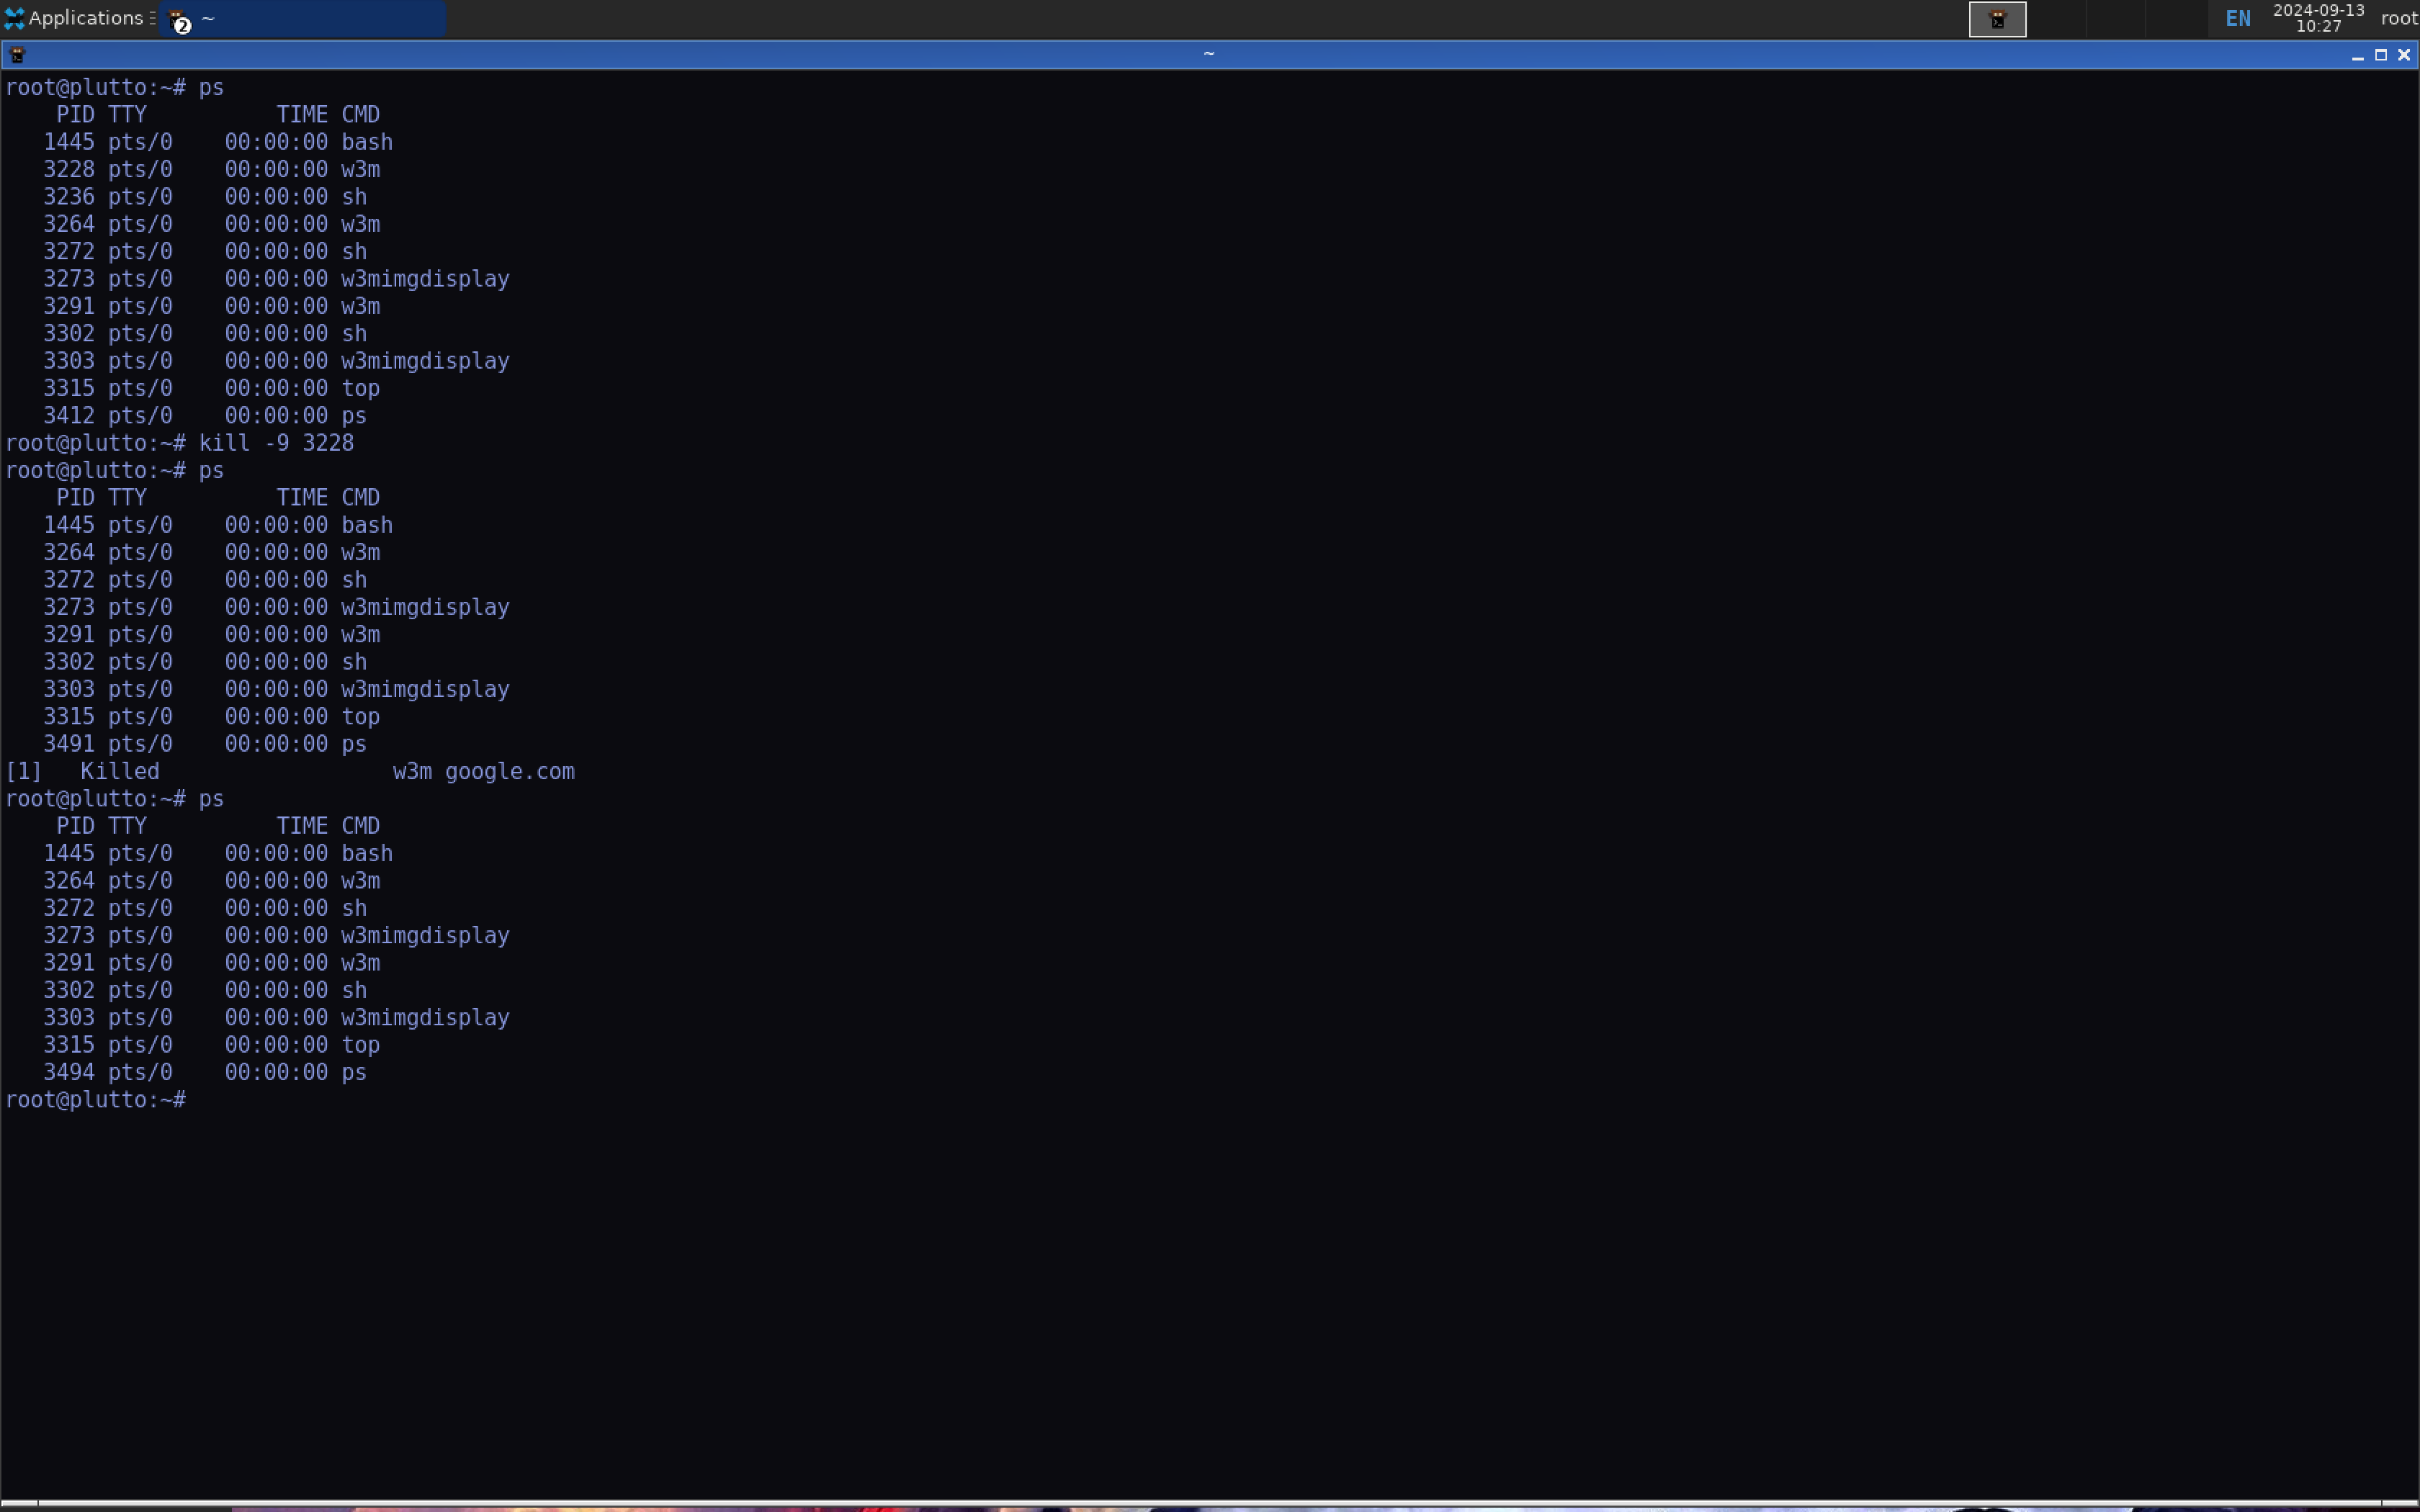 Applications
2
~
EN
2024-09-13
10:27
root
~
root@plutto:~# ps
    PID TTY          TIME CMD
   1445 pts/0    00:00:00 bash
   3228 pts/0    00:00:00 w3m
   3236 pts/0    00:00:00 sh
   3264 pts/0    00:00:00 w3m
   3272 pts/0    00:00:00 sh
   3273 pts/0    00:00:00 w3mimgdisplay
   3291 pts/0    00:00:00 w3m
   3302 pts/0    00:00:00 sh
   3303 pts/0    00:00:00 w3mimgdisplay
   3315 pts/0    00:00:00 top
   3412 pts/0    00:00:00 ps
root@plutto:~# kill -9 3228
root@plutto:~# ps
    PID TTY          TIME CMD
   1445 pts/0    00:00:00 bash
   3264 pts/0    00:00:00 w3m
   3272 pts/0    00:00:00 sh
   3273 pts/0    00:00:00 w3mimgdisplay
   3291 pts/0    00:00:00 w3m
   3302 pts/0    00:00:00 sh
   3303 pts/0    00:00:00 w3mimgdisplay
   3315 pts/0    00:00:00 top
   3491 pts/0    00:00:00 ps
[1]   Killed                  w3m google.com
root@plutto:~# ps
    PID TTY          TIME CMD
   1445 pts/0    00:00:00 bash
   3264 pts/0    00:00:00 w3m
   3272 pts/0    00:00:00 sh
   3273 pts/0    00:00:00 w3mimgdisplay
   3291 pts/0    00:00:00 w3m
   3302 pts/0    00:00:00 sh
   3303 pts/0    00:00:00 w3mimgdisplay
   3315 pts/0    00:00:00 top
   3494 pts/0    00:00:00 ps
root@plutto:~#